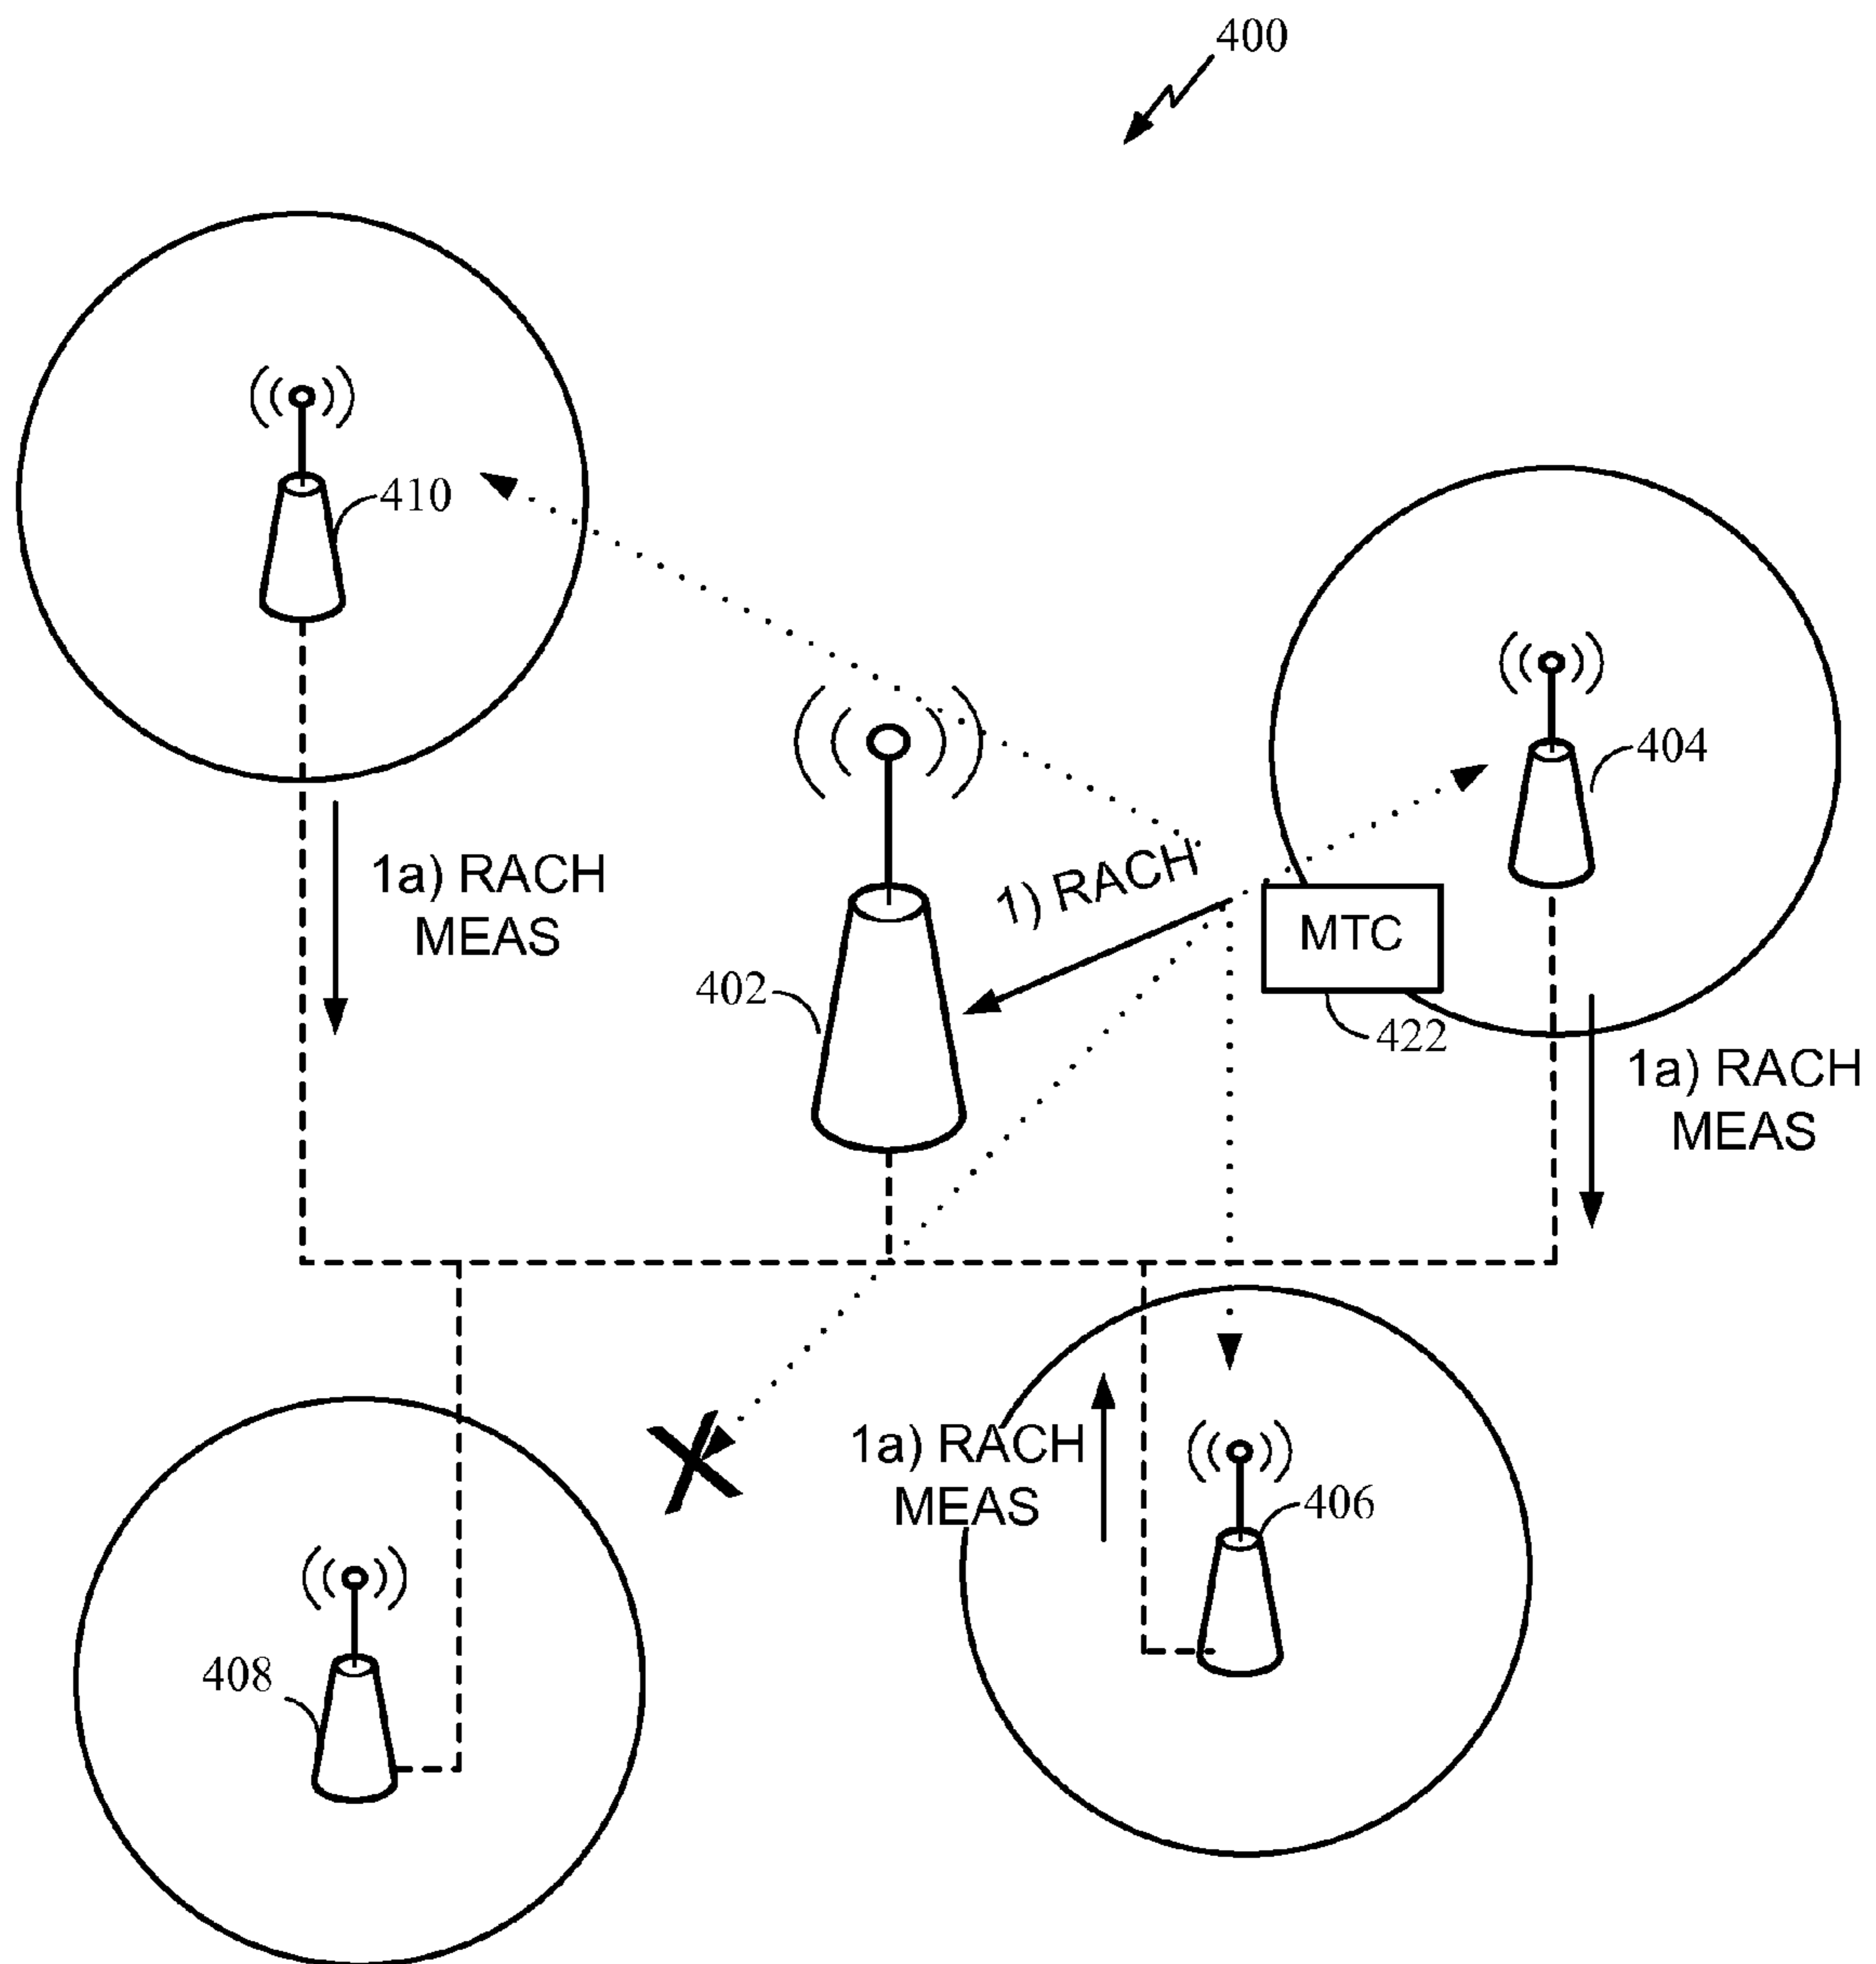 400
410
404
1a) RACH
MEAS
1) RACH
MTC
402
422
1a) RACH
MEAS
1a) RACH
MEAS
406
408